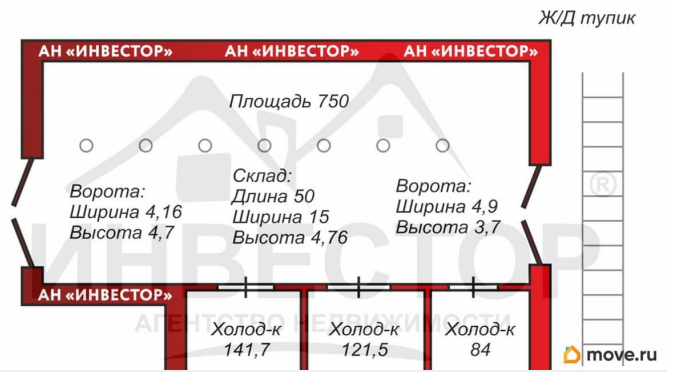 Ж/Д тупик
АН «ИНВЕСТОР» АН «ИНВЕСТОР» АН «ИНВЕСТОР»
Площадь 750
Ворота:
Ширина 4,16
Высота 4,7
Склад:
Длина 50
Ширина 15
Высота 4,76
Ворота:
Ширина 4,9
Высота 3,7
®
ИНВЕСТОР
АН «ИНВЕСТОР»
АГЕНТСТВО НЕДВИЖИМОСТИ
Холод-к
141,7
Холод-к
121,5
Холод-к
84
move.ru